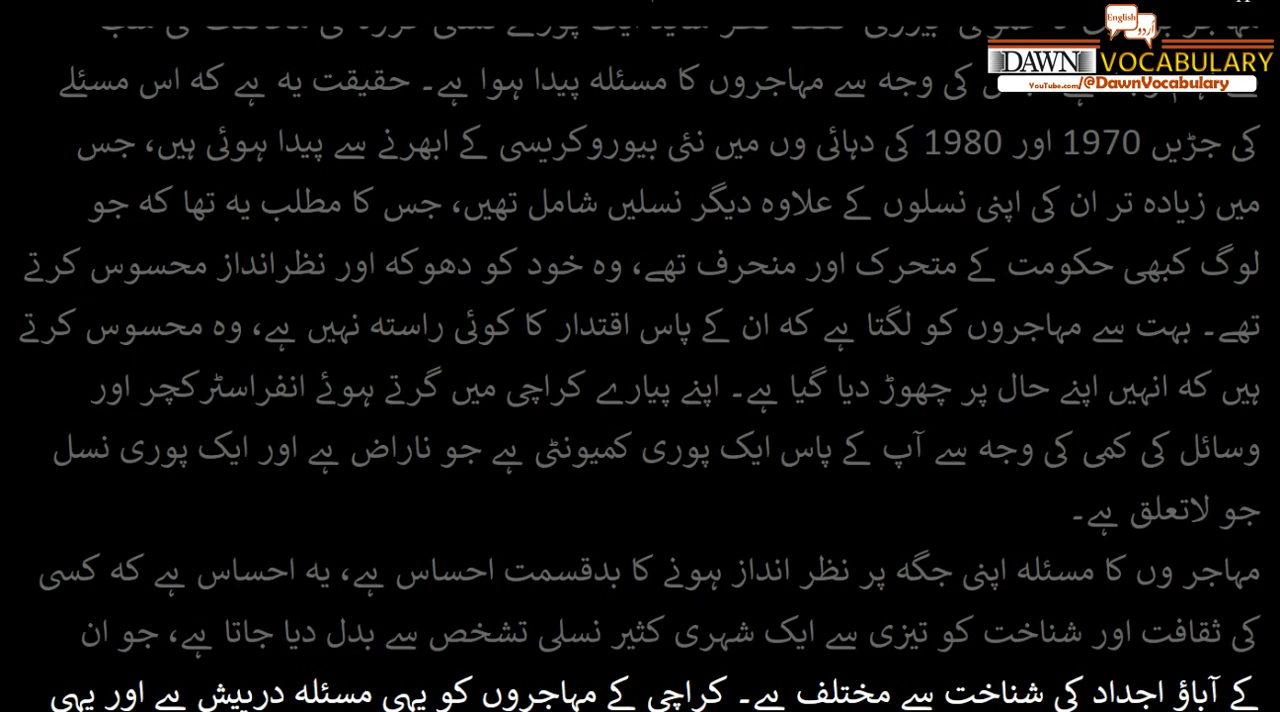 English اُردُو
DAWN VOCABULARY
YouTube.com/@DawnVocabulary
کی وجہ سے مہاجروں کا مسئلہ پیدا ہوا ہے۔ حقیقت یہ ہے کہ اس مسئلے
کی جڑیں 1970 اور 1980 کی دہائی وں میں نئی بیوروکریسی کے ابھرنے سے پیدا ہوئی ہیں، جس
میں زیادہ تر ان کی اپنی نسلوں کے علاوہ دیگر نسلیں شامل تھیں، جس کا مطلب یہ تھا کہ جو
لوگ کبھی حکومت کے متحرک اور منحرف تھے، وہ خود کو دھوکہ اور نظرانداز محسوس کرتے
تھے۔ بہت سے مہاجروں کو لگتا ہے کہ ان کے پاس اقتدار کا کوئی راستہ نہیں ہے، وہ محسوس کرتے
ہیں کہ انہیں اپنے حال پر چھوڑ دیا گیا ہے۔ اپنے پیارے کراچی میں گرتے ہوئے انفراسٹرکچر اور
وسائل کی کمی کی وجہ سے آپ کے پاس ایک پوری کمیونٹی ہے جو ناراض ہے اور ایک پوری نسل
جو لاتعلق ہے۔
مہاجر وں کا مسئلہ اپنی جگہ پر نظر انداز ہونے کا بدقسمت احساس ہے، یہ احساس ہے کہ کسی
کی ثقافت اور شناخت کو تیزی سے ایک شہری کثیر نسلی تشخص سے بدل دیا جاتا ہے، جو ان
کے آباؤ اجداد کی شناخت سے مختلف ہے۔ کراچی کے مہاجروں کو یہی مسئلہ درپیش ہے اور یہی